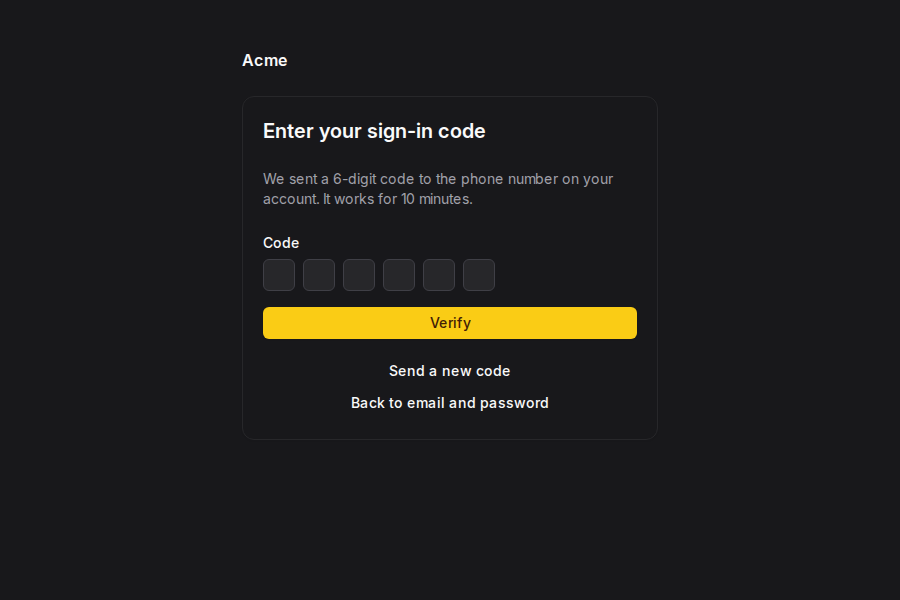 Acme
Enter your sign-in code
We sent a 6-digit code to the phone number on your
account. It works for 10 minutes.
Code
Verify
Send a new code
Back to email and password